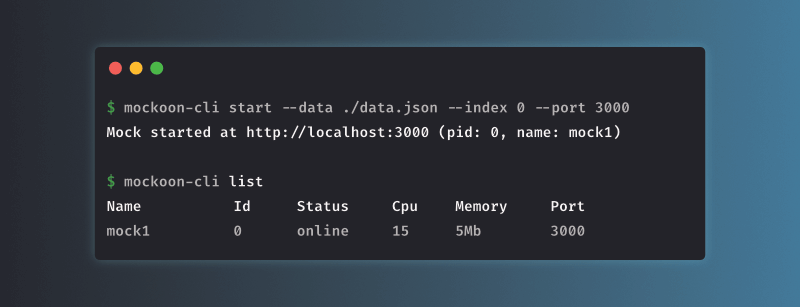 $ mockoon-cli start --data ./data.json --index 0 --port 3000
Mock started at http://localhost:3000 (pid: 0, name: mock1)
$ mockoon-cli list
Name Id Status Cpu Memory Port
mock1 0 online 15 5Mb 3000